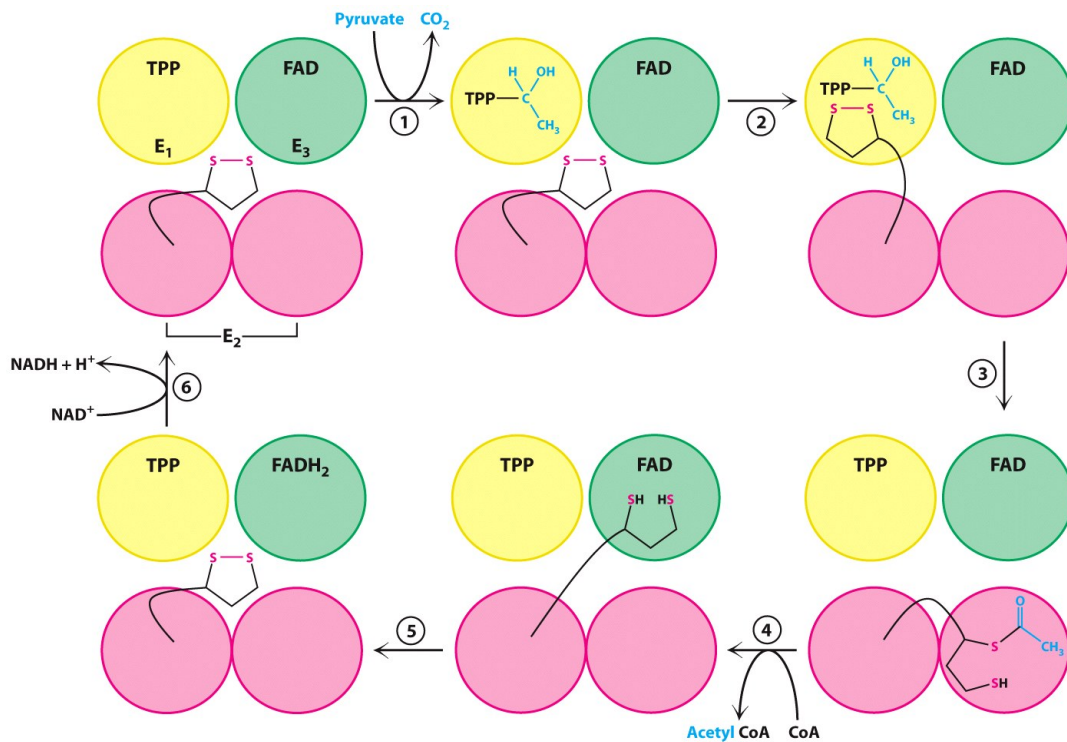 Pyruvate CO₂
TPP FAD
E₁ E₃
S S
E₂
1
H OH
TPP C
CH₃
FAD
S S
2
H OH
TPP C
CH₃
S S
FAD
3
TPP FAD
O
S CH₃
SH
4
Acetyl CoA CoA
TPP FAD
SH HS
5
TPP FADH₂
S S
6
NADH + H⁺
NAD⁺